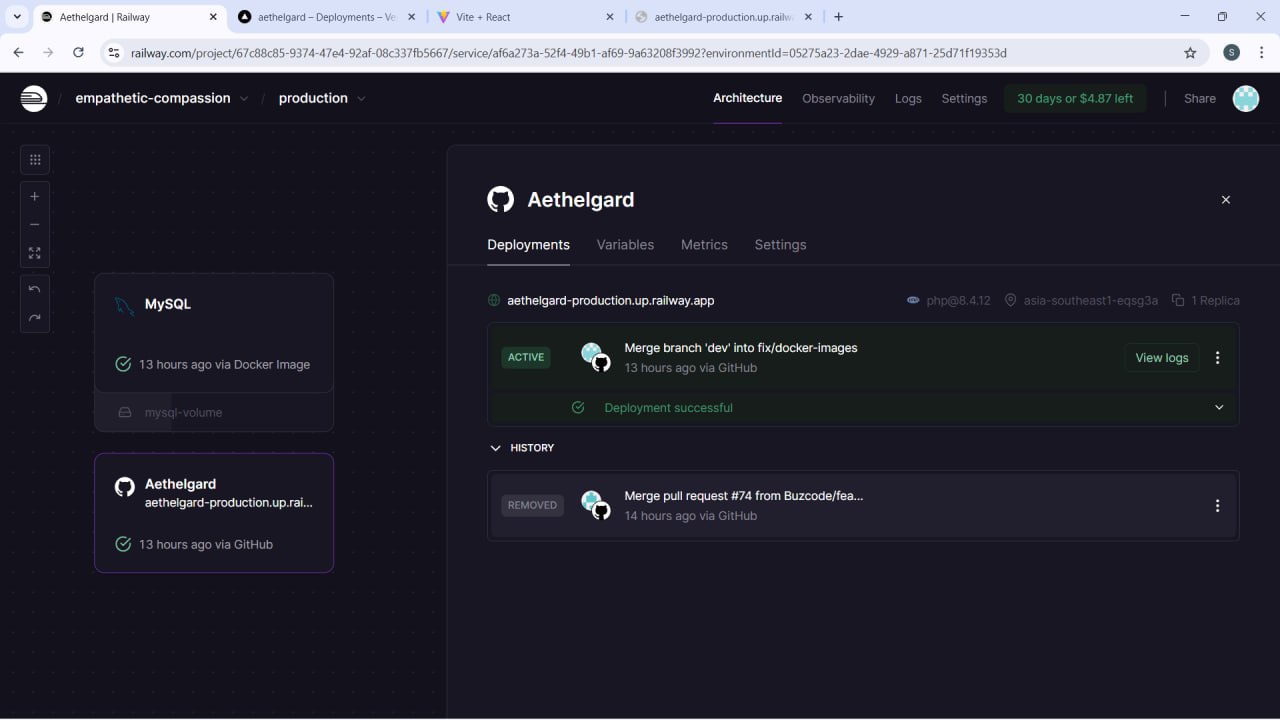 Aethelgard | Railway
aethelgard – Deployments – Ve
Vite + React
aethelgard-production.up.railw
railway.com/project/67c88c85-9374-47e4-92af-08c337fb5667/service/af6a273a-52f4-49b1-af69-9a63208f3992?environmentId=05275a23-2dae-4929-a871-25d71f19353d
S
/ empathetic-compassion / production
Architecture Observability Logs Settings 30 days or $4.87 left Share
MySQL
13 hours ago via Docker Image
mysql-volume
Aethelgard
aethelgard-production.up.rai...
13 hours ago via GitHub
Aethelgard
Deployments Variables Metrics Settings
aethelgard-production.up.railway.app php@8.4.12 asia-southeast1-eqsg3a 1 Replica
ACTIVE
Merge branch 'dev' into fix/docker-images
13 hours ago via GitHub
View logs
Deployment successful
HISTORY
REMOVED
Merge pull request #74 from Buzcode/fea...
14 hours ago via GitHub